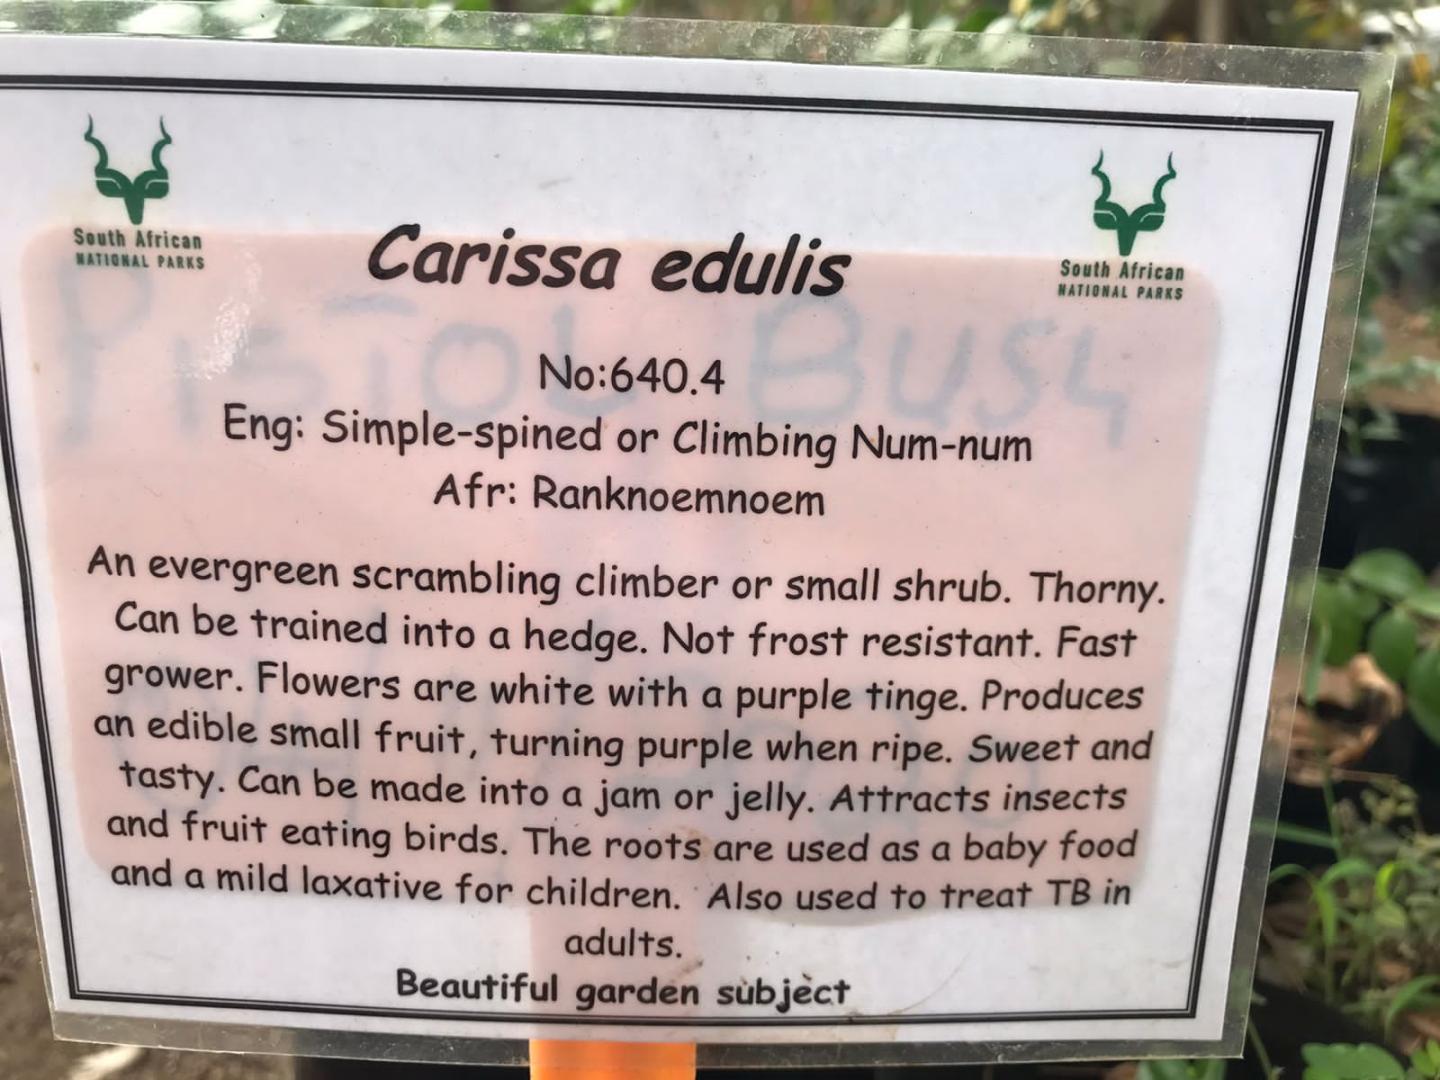 South African
NATIONAL PARKS
South African
NATIONAL PARKS
Carissa edulis
Pistol Bush
No:640.4
Eng: Simple-spined or Climbing Num-num
Afr: Ranknoemnoem
An evergreen scrambling climber or small shrub. Thorny.
Can be trained into a hedge. Not frost resistant. Fast
grower. Flowers are white with a purple tinge. Produces
an edible small fruit, turning purple when ripe. Sweet and
tasty. Can be made into a jam or jelly. Attracts insects
and fruit eating birds. The roots are used as a baby food
and a mild laxative for children. Also used to treat TB in
adults.
Beautiful garden subject